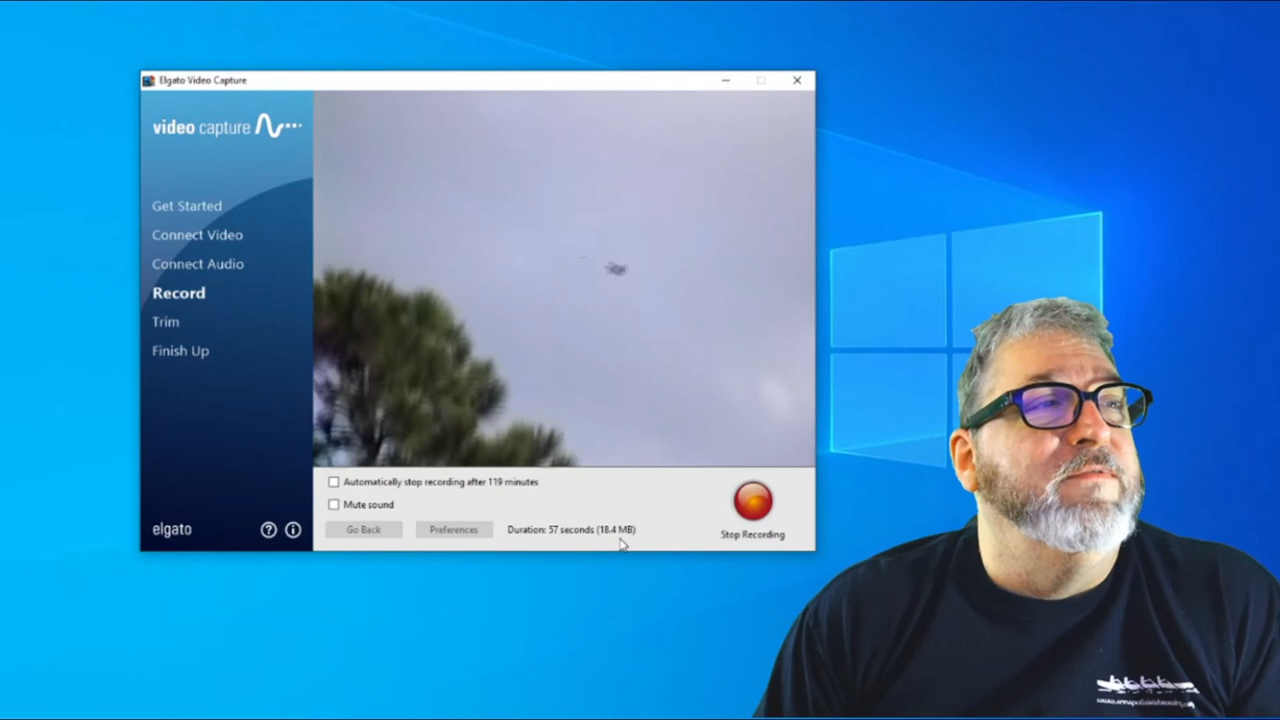 Elgato Video Capture
video capture
Get Started
Connect Video
Connect Audio
Record
Trim
Finish Up
elgato
Automatically stop recording after 119 minutes
Mute sound
Go Back
Preferences
Duration: 57 seconds (18.4 MB)
Stop Recording